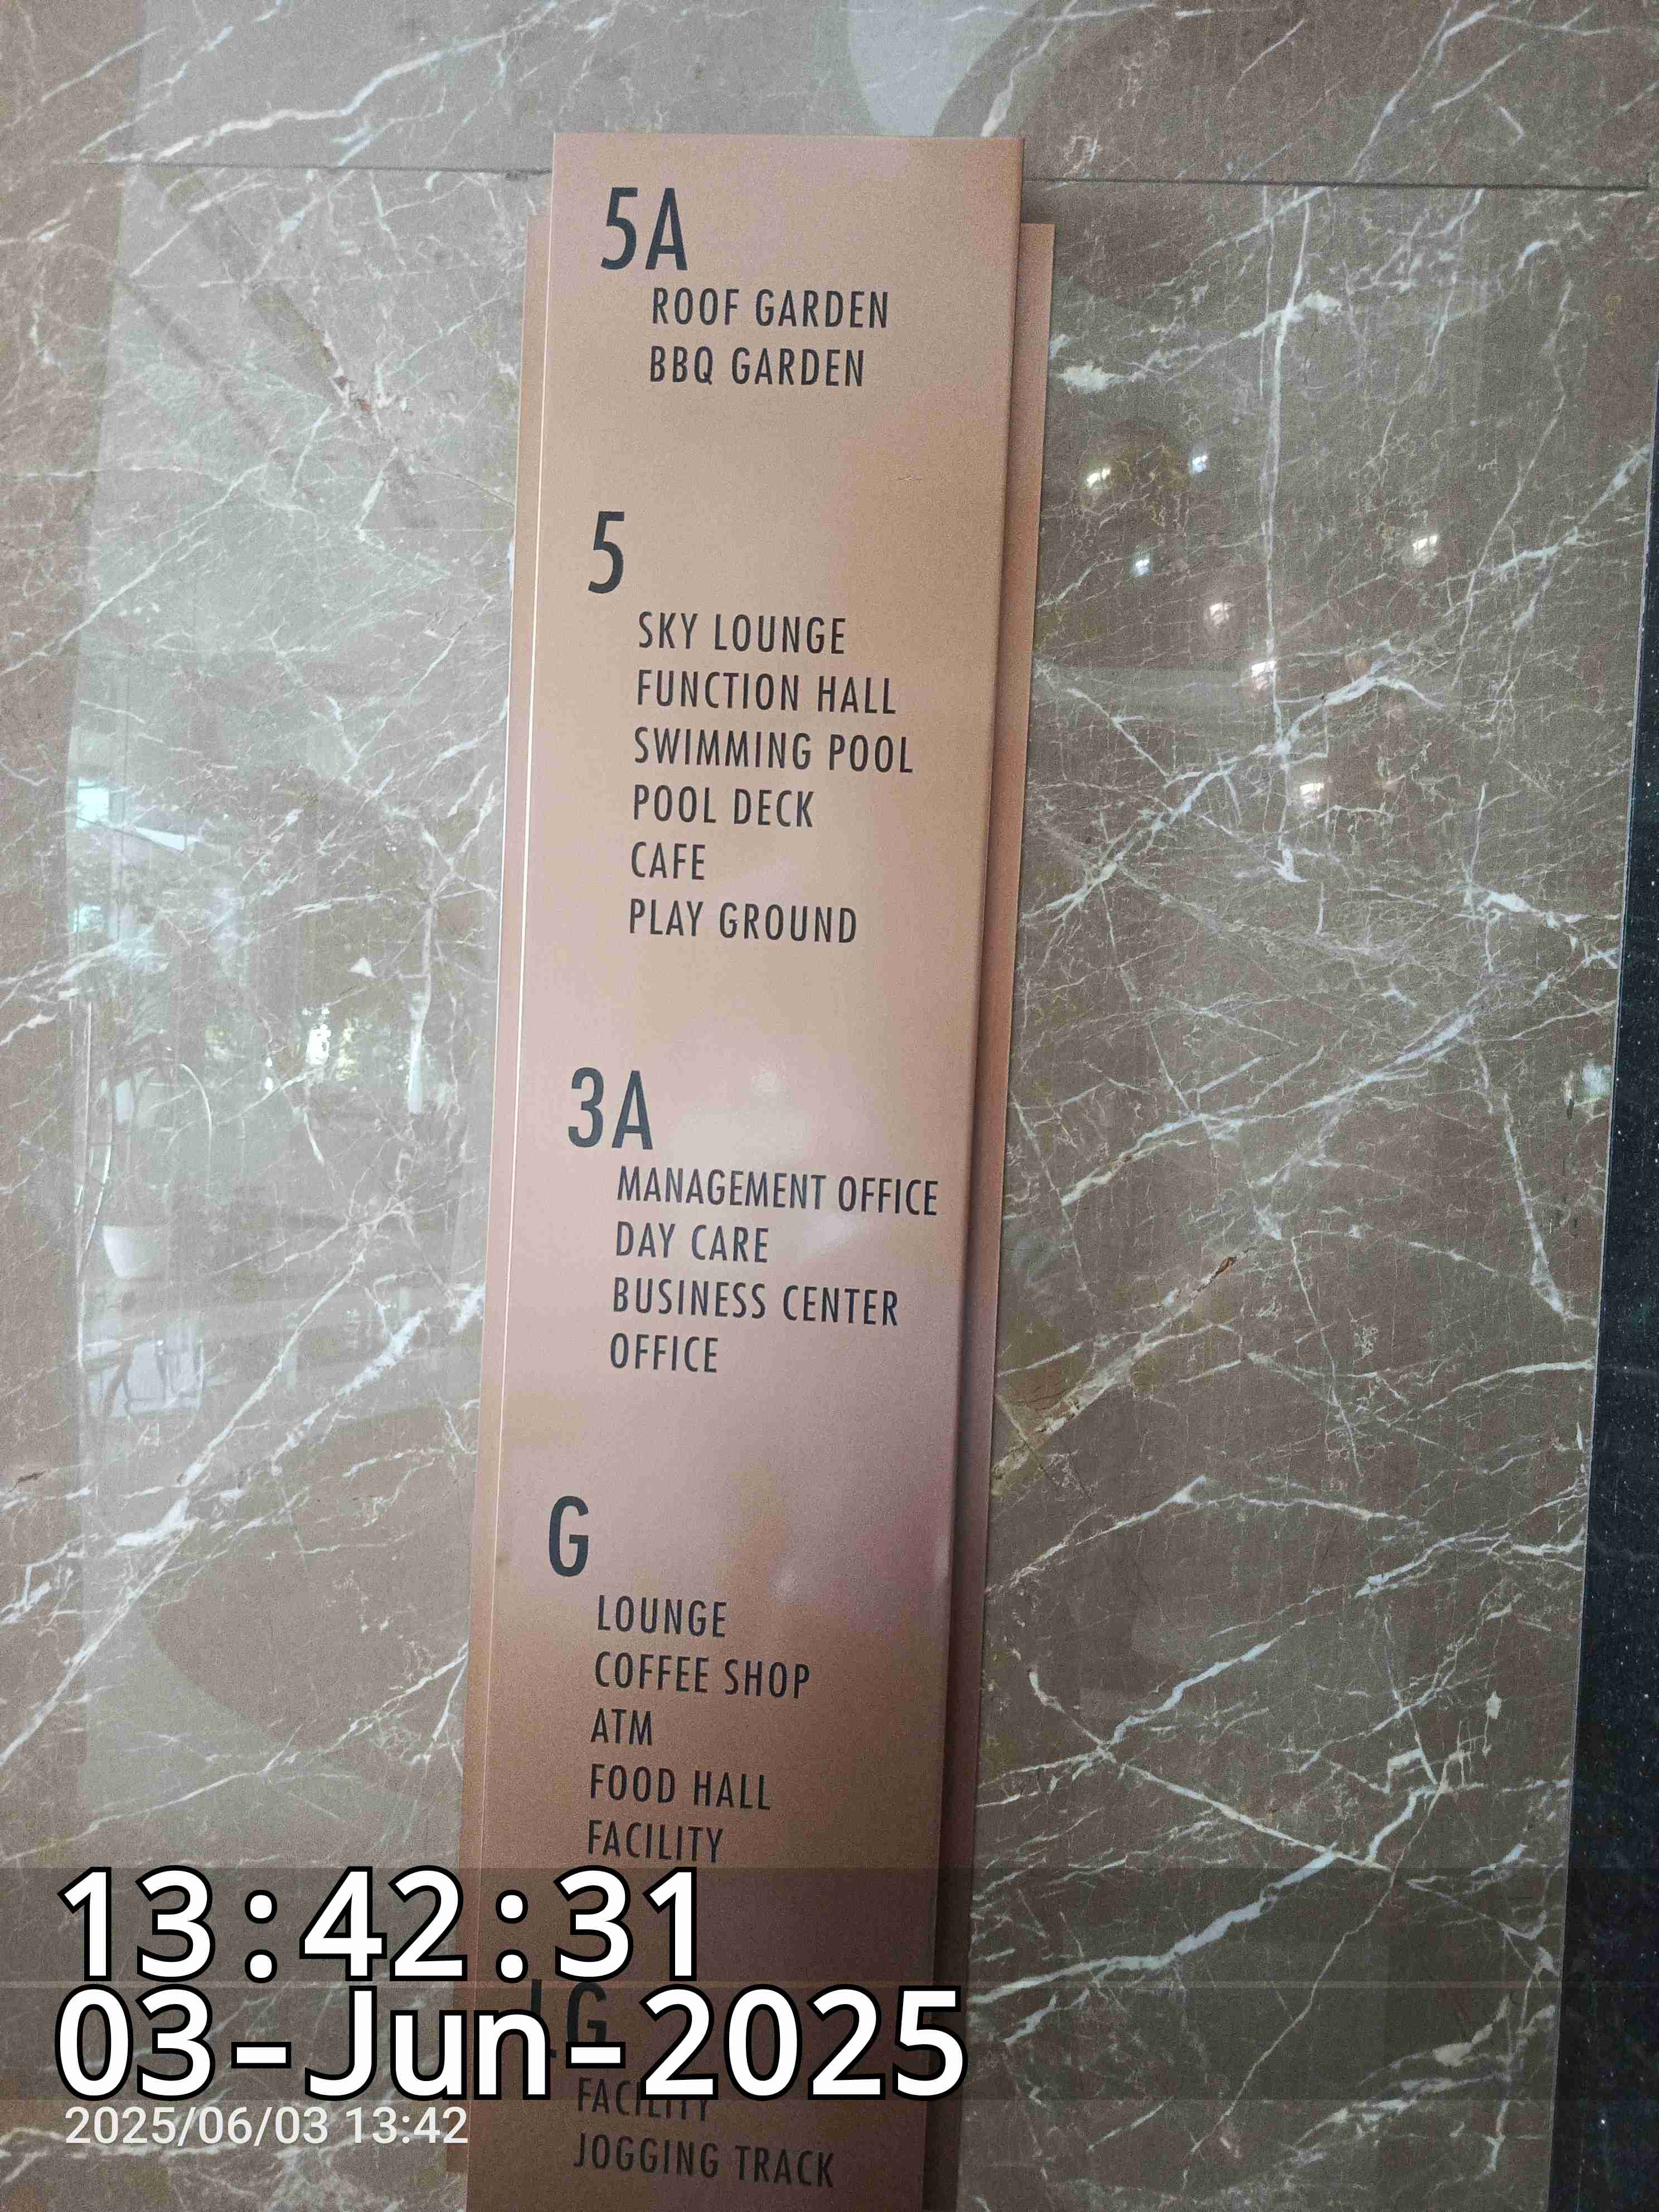 5A
ROOF GARDEN
BBQ GARDEN
5
SKY LOUNGE
FUNCTION HALL
SWIMMING POOL
POOL DECK
CAFE
PLAY GROUND
3A
MANAGEMENT OFFICE
DAY CARE
BUSINESS CENTER
OFFICE
G
LOUNGE
COFFEE SHOP
ATM
FOOD HALL
FACILITY
LG
FACILITY
JOGGING TRACK
13:42:31
03-Jun-2025
2025/06/03 13:42